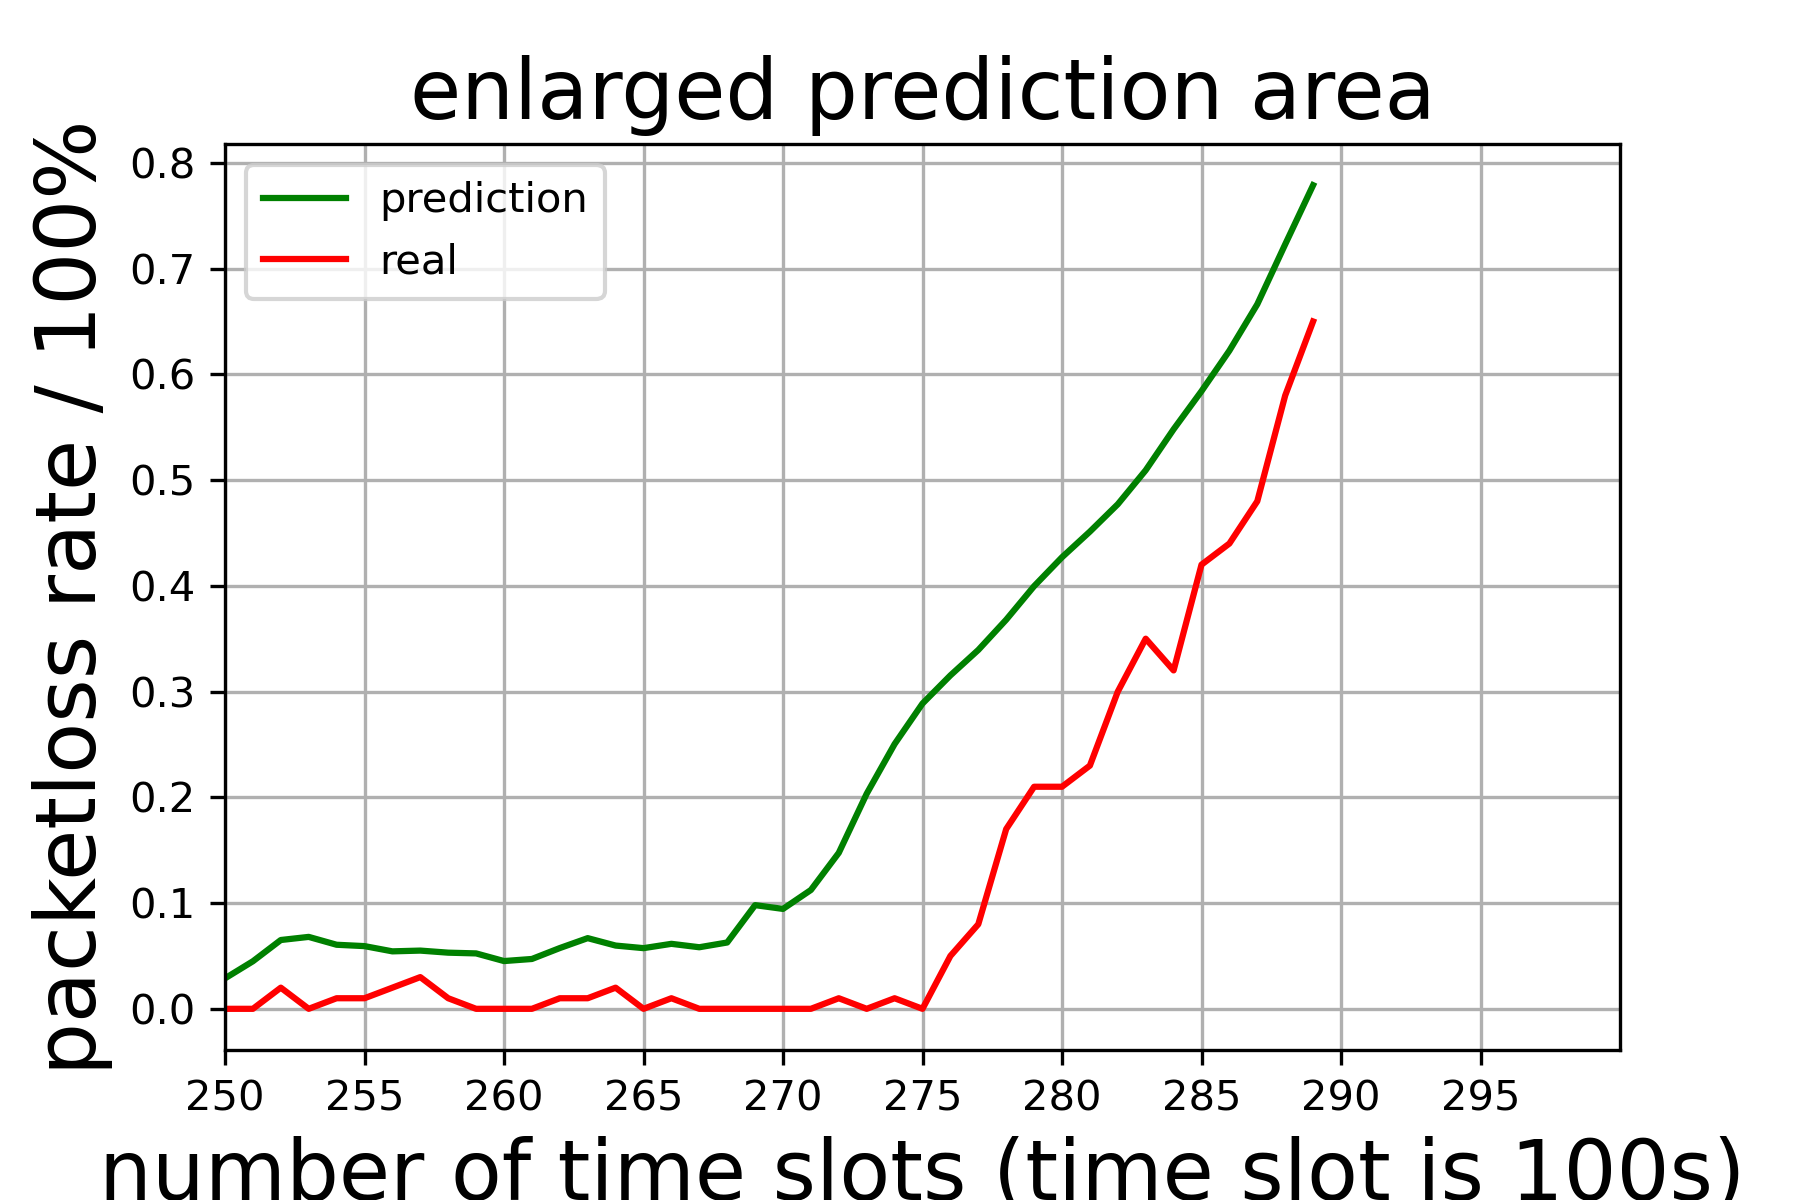 enlarged prediction area
packetloss rate / 100%
0.8
0.7
0.6
0.5
0.4
0.3
0.2
0.1
0.0
prediction
real
250 255 260 265 270 275 280 285 290 295
number of time slots (time slot is 100s)